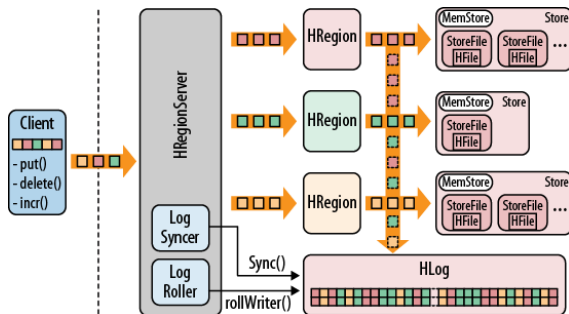 Client
- put()
- delete()
- incr()
HRegionServer
Log
Syncer
Log
Roller
Sync()
rollWriter()
HRegion
MemStore
Store
StoreFile
HFile
StoreFile
HFile
...
HRegion
MemStore
Store
StoreFile
HFile
HRegion
MemStore
Store
StoreFile
HFile
StoreFile
HFile
...
HLog